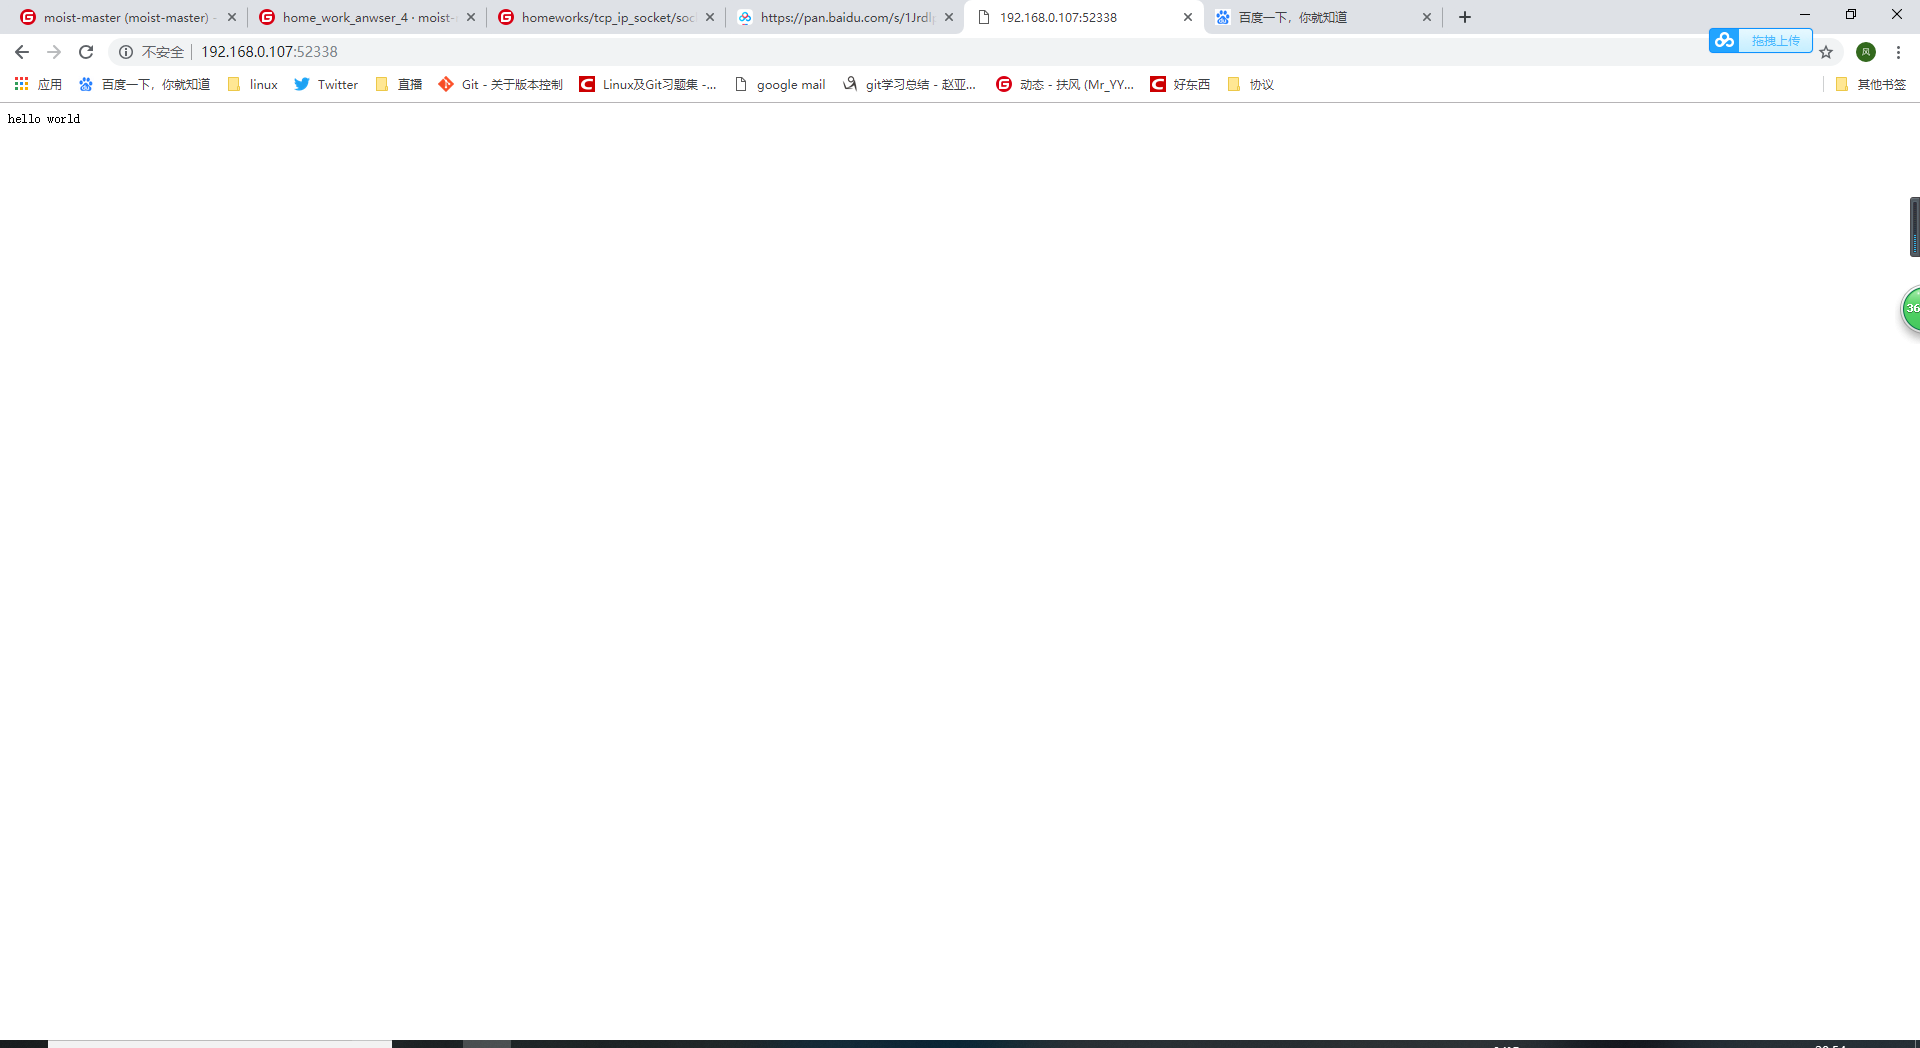 moist-master (moist-master) - home_work_anwser_4 · moist- homeworks/tcp_ip_socket/soc https://pan.baidu.com/s/1Jrdl 192.168.0.107:52338 百度一下，你就知道
不安全 192.168.0.107:52338 拖拽上传 风
应用 百度一下，你就知道 linux Twitter 直播 Git - 关于版本控制 Linux及Git习题集 -... google mail git学习总结 - 赵亚... 动态 - 扶风 (Mr_YY... 好东西 协议 其他书签
hello world
36